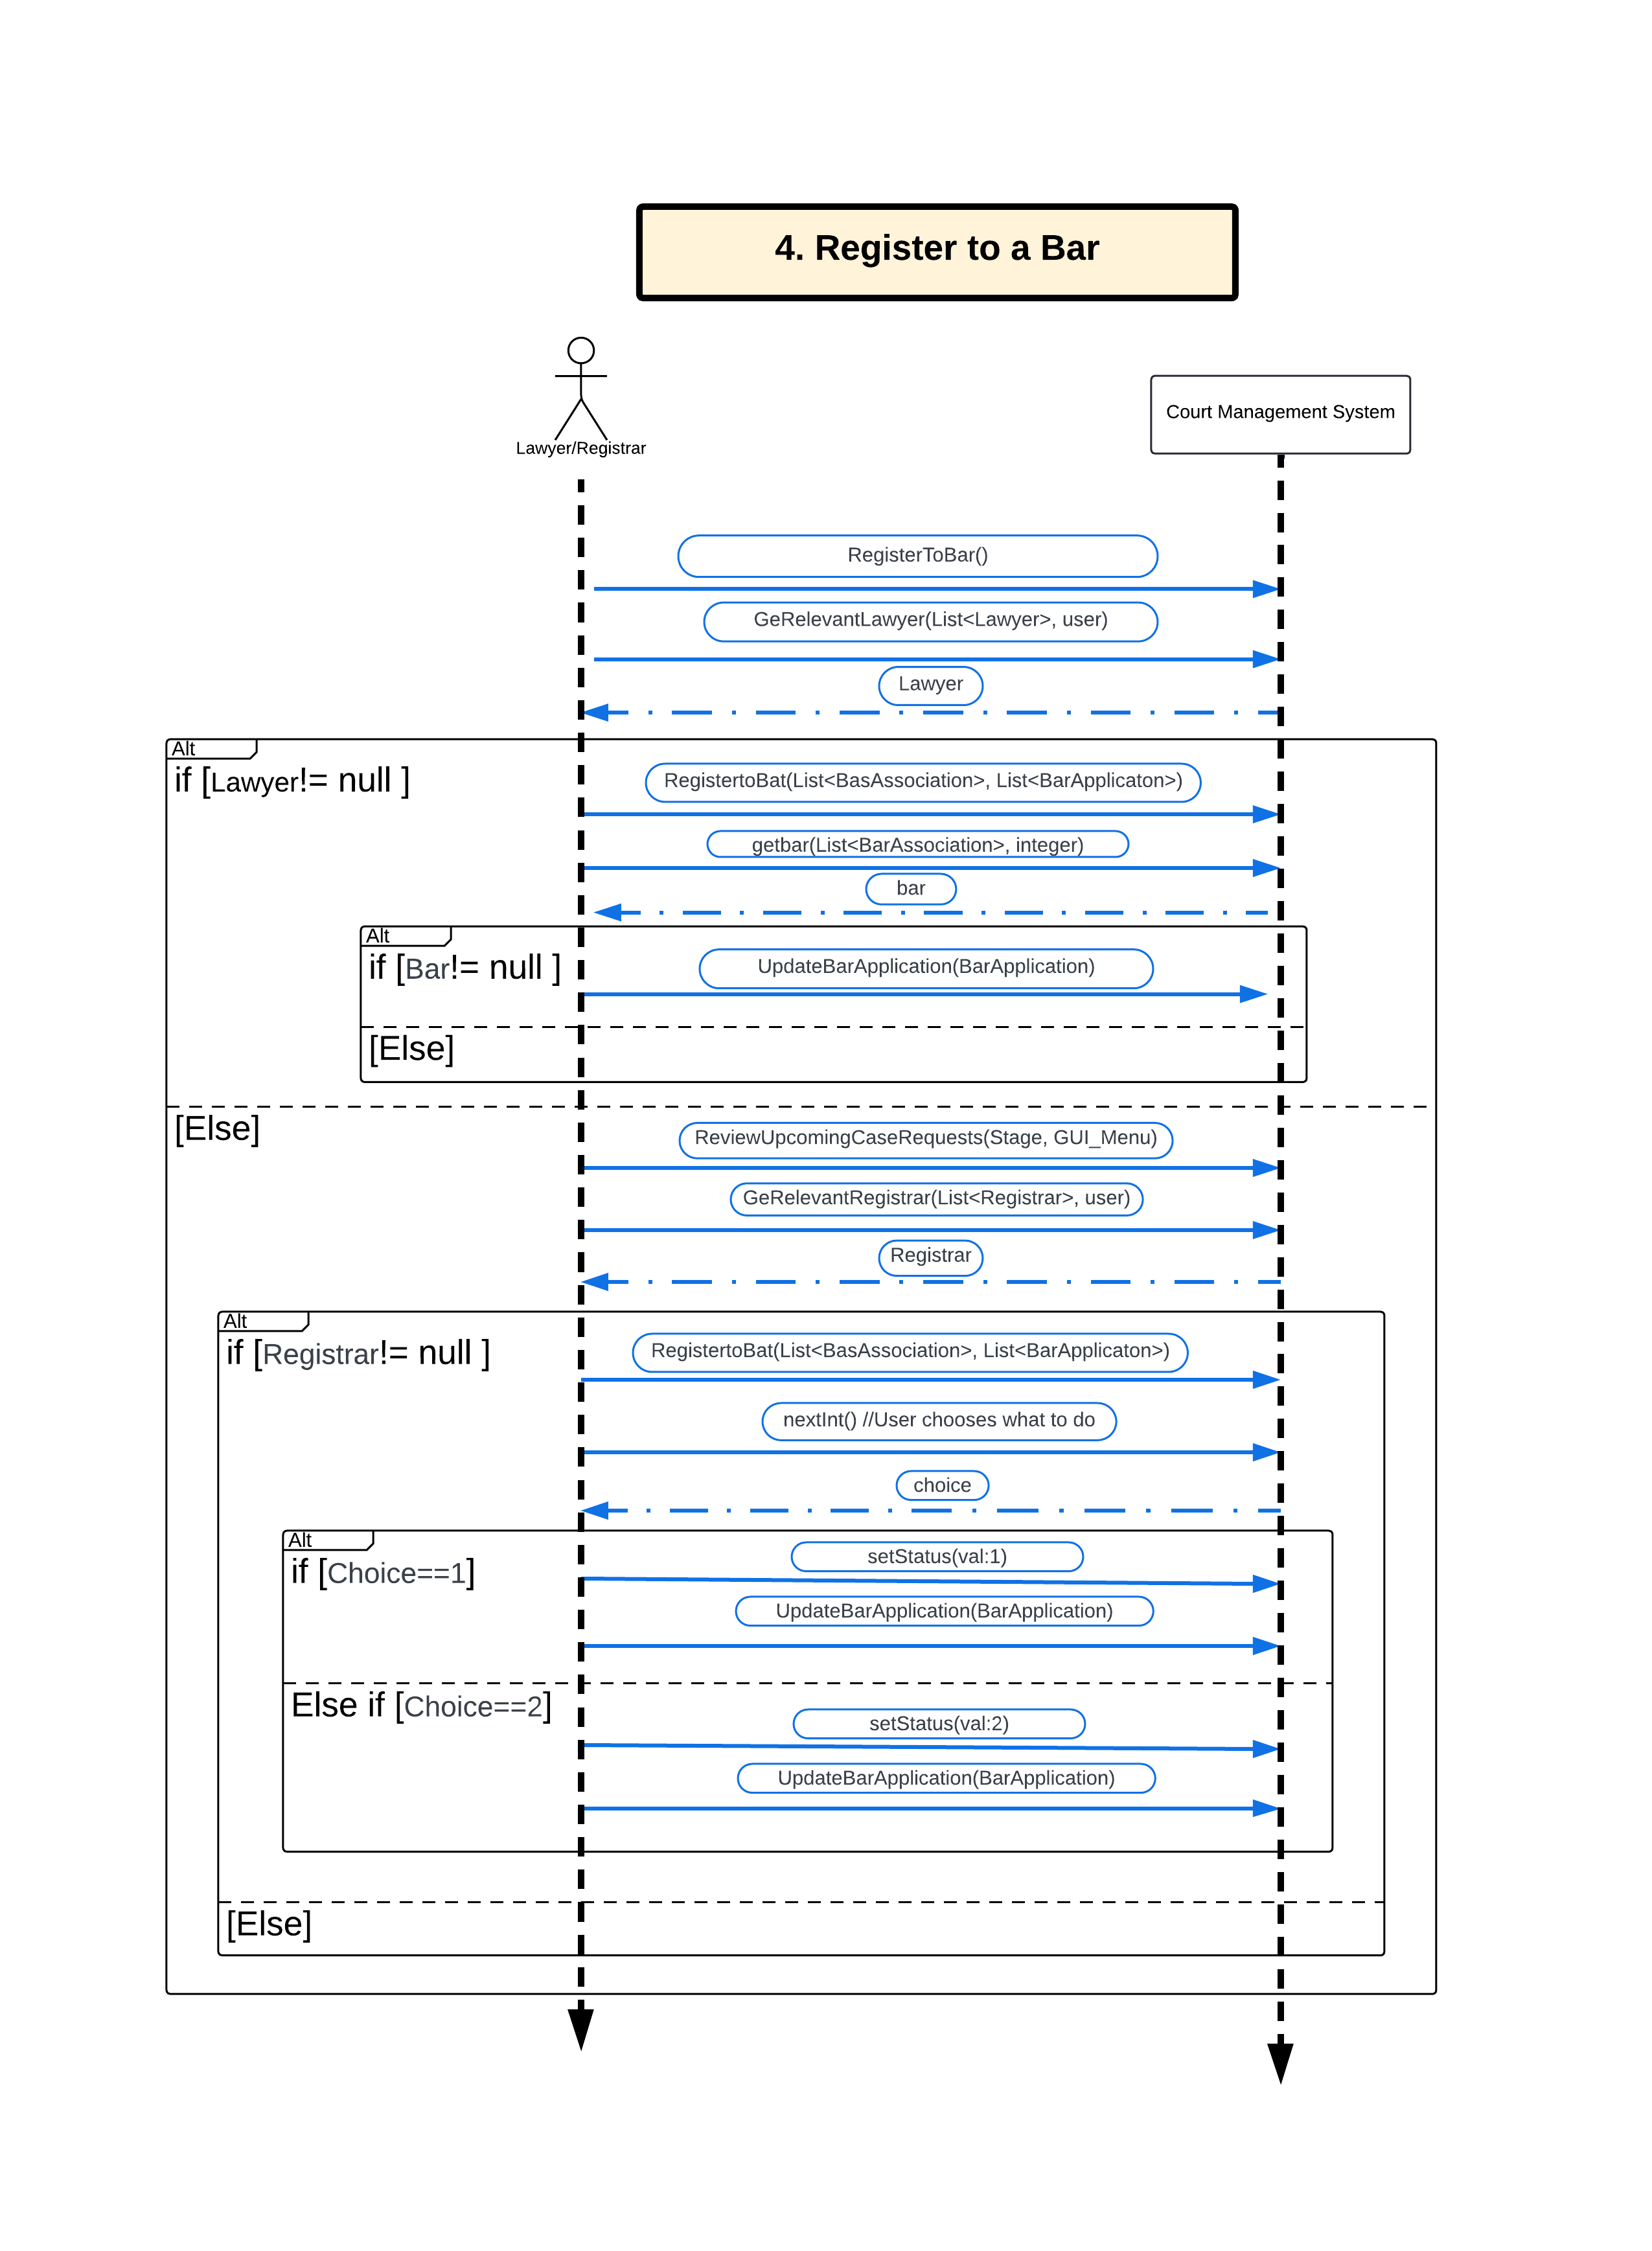 4. Register to a Bar
Lawyer/Registrar
Court Management System
RegisterToBar()
GeRelevantLawyer(List<Lawyer>, user)
Lawyer
Alt
if [Lawyer!= null ]
RegistertoBat(List<BasAssociation>, List<BarApplicaton>)
getbar(List<BarAssociation>, integer)
bar
Alt
if [Bar!= null ]
UpdateBarApplication(BarApplication)
[Else]
[Else]
ReviewUpcomingCaseRequests(Stage, GUI_Menu)
GeRelevantRegistrar(List<Registrar>, user)
Registrar
Alt
if [Registrar!= null ]
RegistertoBat(List<BasAssociation>, List<BarApplicaton>)
nextInt() //User chooses what to do
choice
Alt
if [Choice==1]
setStatus(val:1)
UpdateBarApplication(BarApplication)
Else if [Choice==2]
setStatus(val:2)
UpdateBarApplication(BarApplication)
[Else]